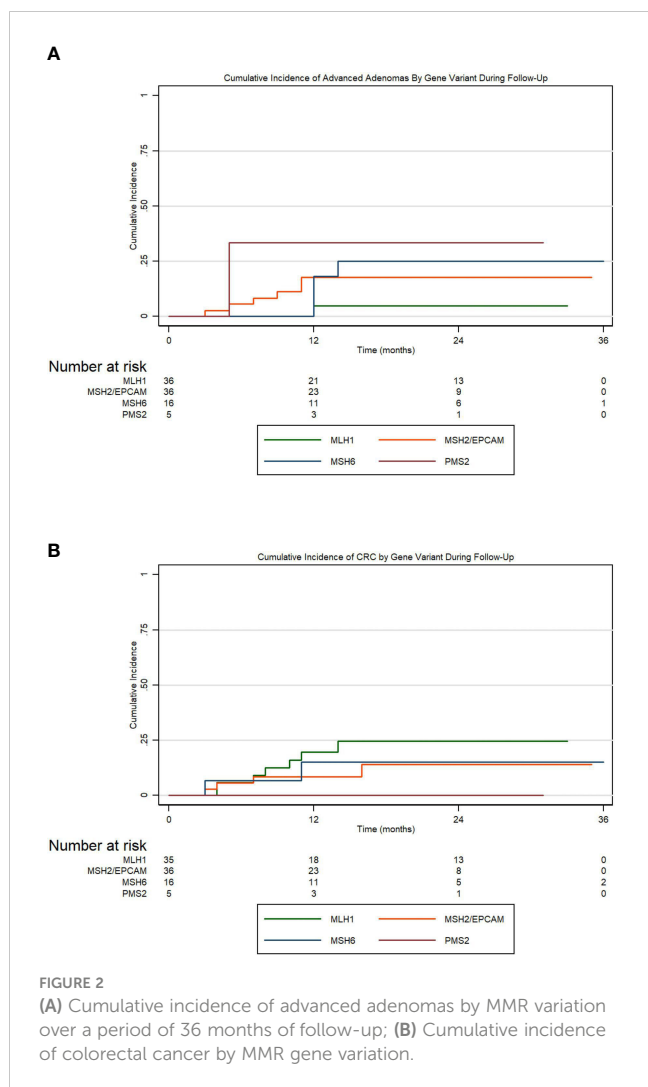 A
Cumulative Incidence of Advanced Adenomas By Gene Variant During Follow-Up
Cumulative Incidence
1
.75
.50
.25
0
0 12 24 36
Time (months)
Number at risk
MLH1 36 21 13 0
MSH2/EPCAM 36 23 9 0
MSH6 16 11 6 1
PMS2 5 3 1 0
MLH1 MSH2/EPCAM
MSH6 PMS2
B
Cumulative Incidence of CRC by Gene Variant During Follow-Up
Cumulative Incidence
1
.75
.50
.25
0
0 12 24 36
Time (months)
Number at risk
MLH1 35 18 13 0
MSH2/EPCAM 36 23 8 0
MSH6 16 11 5 2
PMS2 5 3 1 0
MLH1 MSH2/EPCAM
MSH6 PMS2
FIGURE 2
(A) Cumulative incidence of advanced adenomas by MMR variation
over a period of 36 months of follow-up; (B) Cumulative incidence
of colorectal cancer by MMR gene variation.